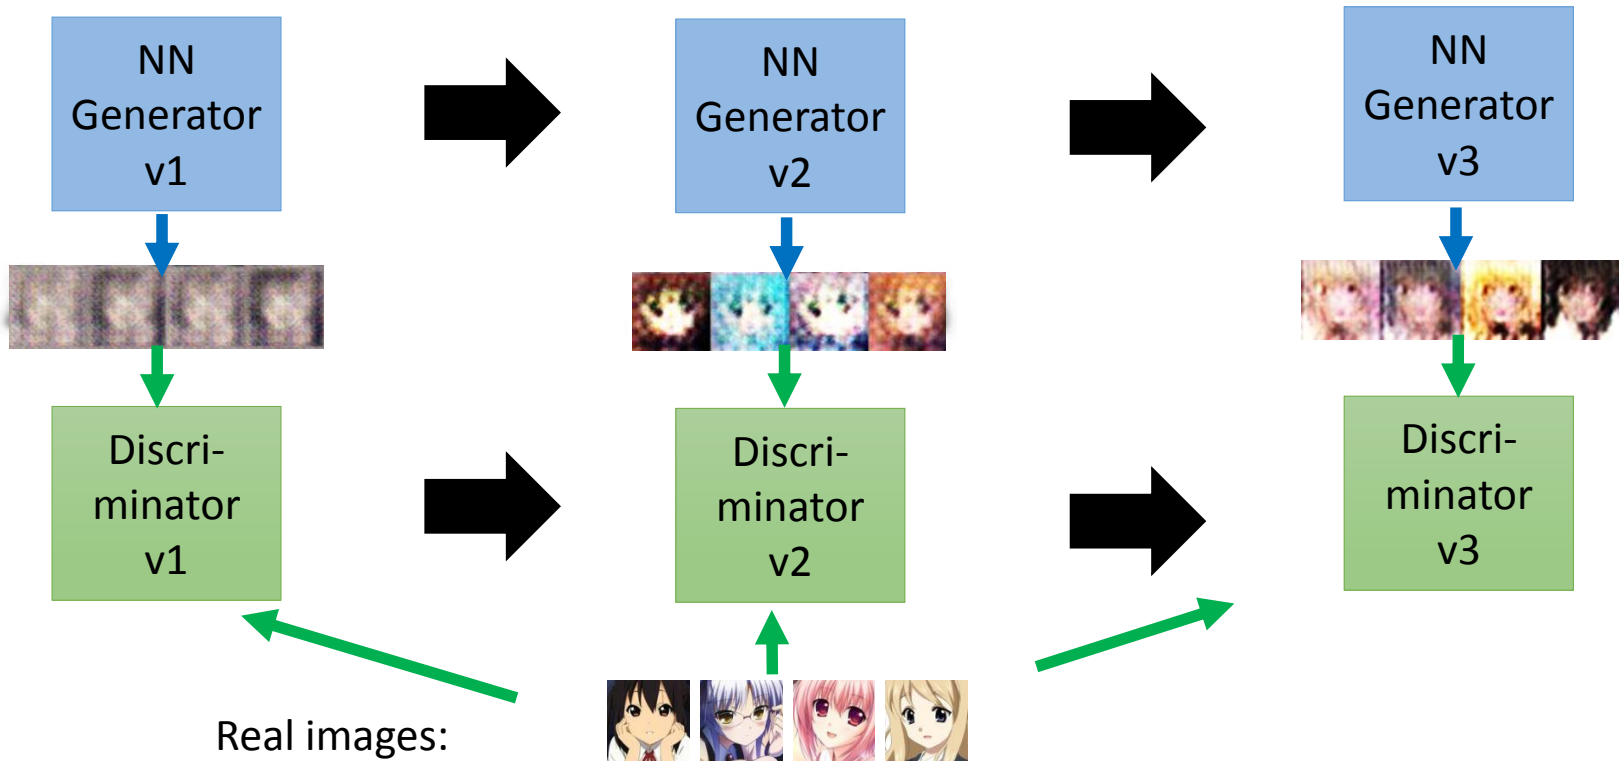 NN
Generator
v1
NN
Generator
v2
NN
Generator
v3
Discri-
minator
v1
Discri-
minator
v2
Discri-
minator
v3
Real images: